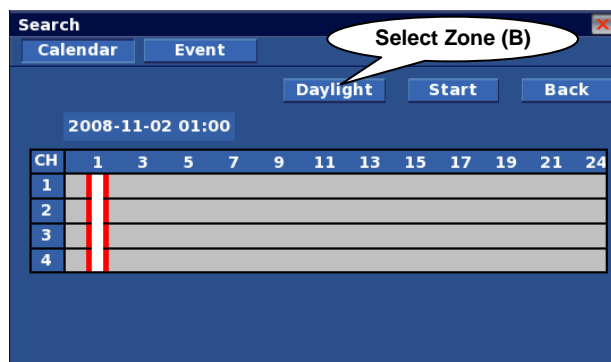 Search
Calendar Event
Select Zone (B)
Daylight Start Back
2008-11-02 01:00
CH 1 3 5 7 9 11 13 15 17 19 21 24
1
2
3
4